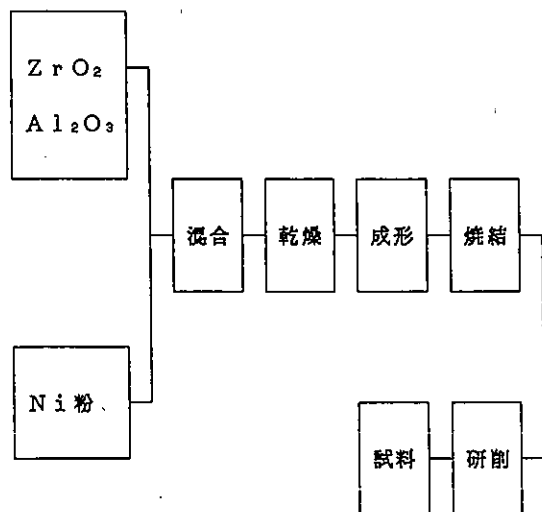 ZrO₂
Al₂O₃
混合
乾燥
成形
焼結
Ni粉
試料
研削